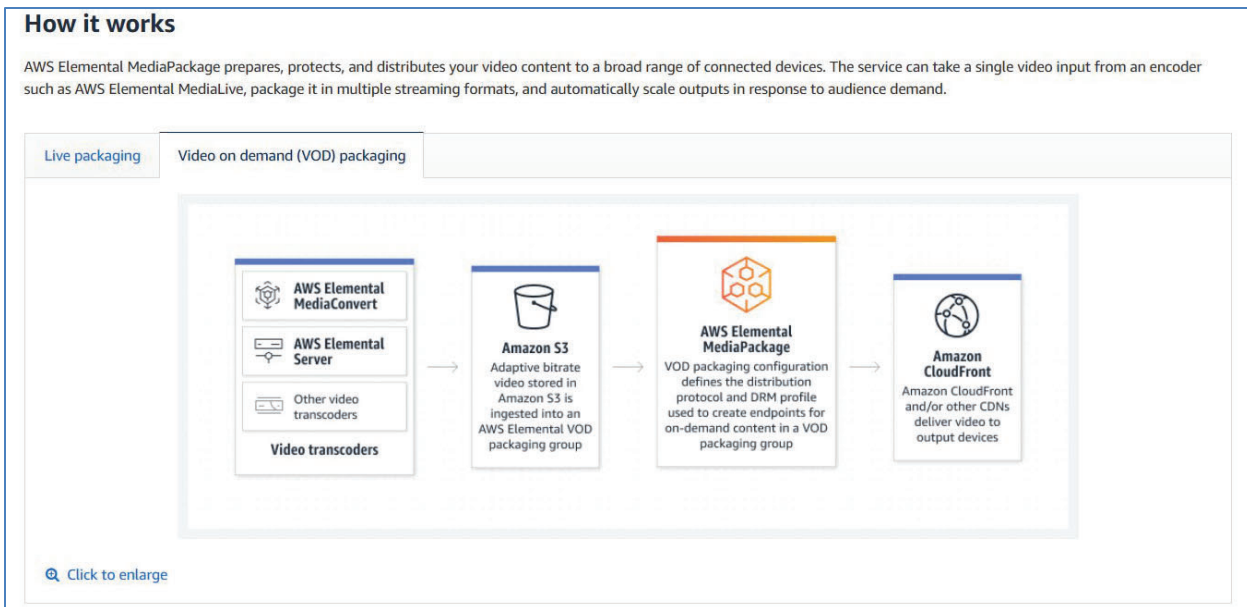 How it works
AWS Elemental MediaPackage prepares, protects, and distributes your video content to a broad range of connected devices. The service can take a single video input from an encoder
such as AWS Elemental MediaLive, package it in multiple streaming formats, and automatically scale outputs in response to audience demand.
Live packaging
Video on demand (VOD) packaging
AWS Elemental
MediaConvert
AWS Elemental
Server
Other video
transcoders
Video transcoders
Amazon S3
Adaptive bitrate
video stored in
Amazon S3 is
ingested into an
AWS Elemental VOD
packaging group
AWS Elemental
MediaPackage
VOD packaging configuration
defines the distribution
protocol and DRM profile
used to create endpoints for
on-demand content in a VOD
packaging group
Amazon
CloudFront
Amazon CloudFront
and/or other CDNs
deliver video to
output devices
Click to enlarge